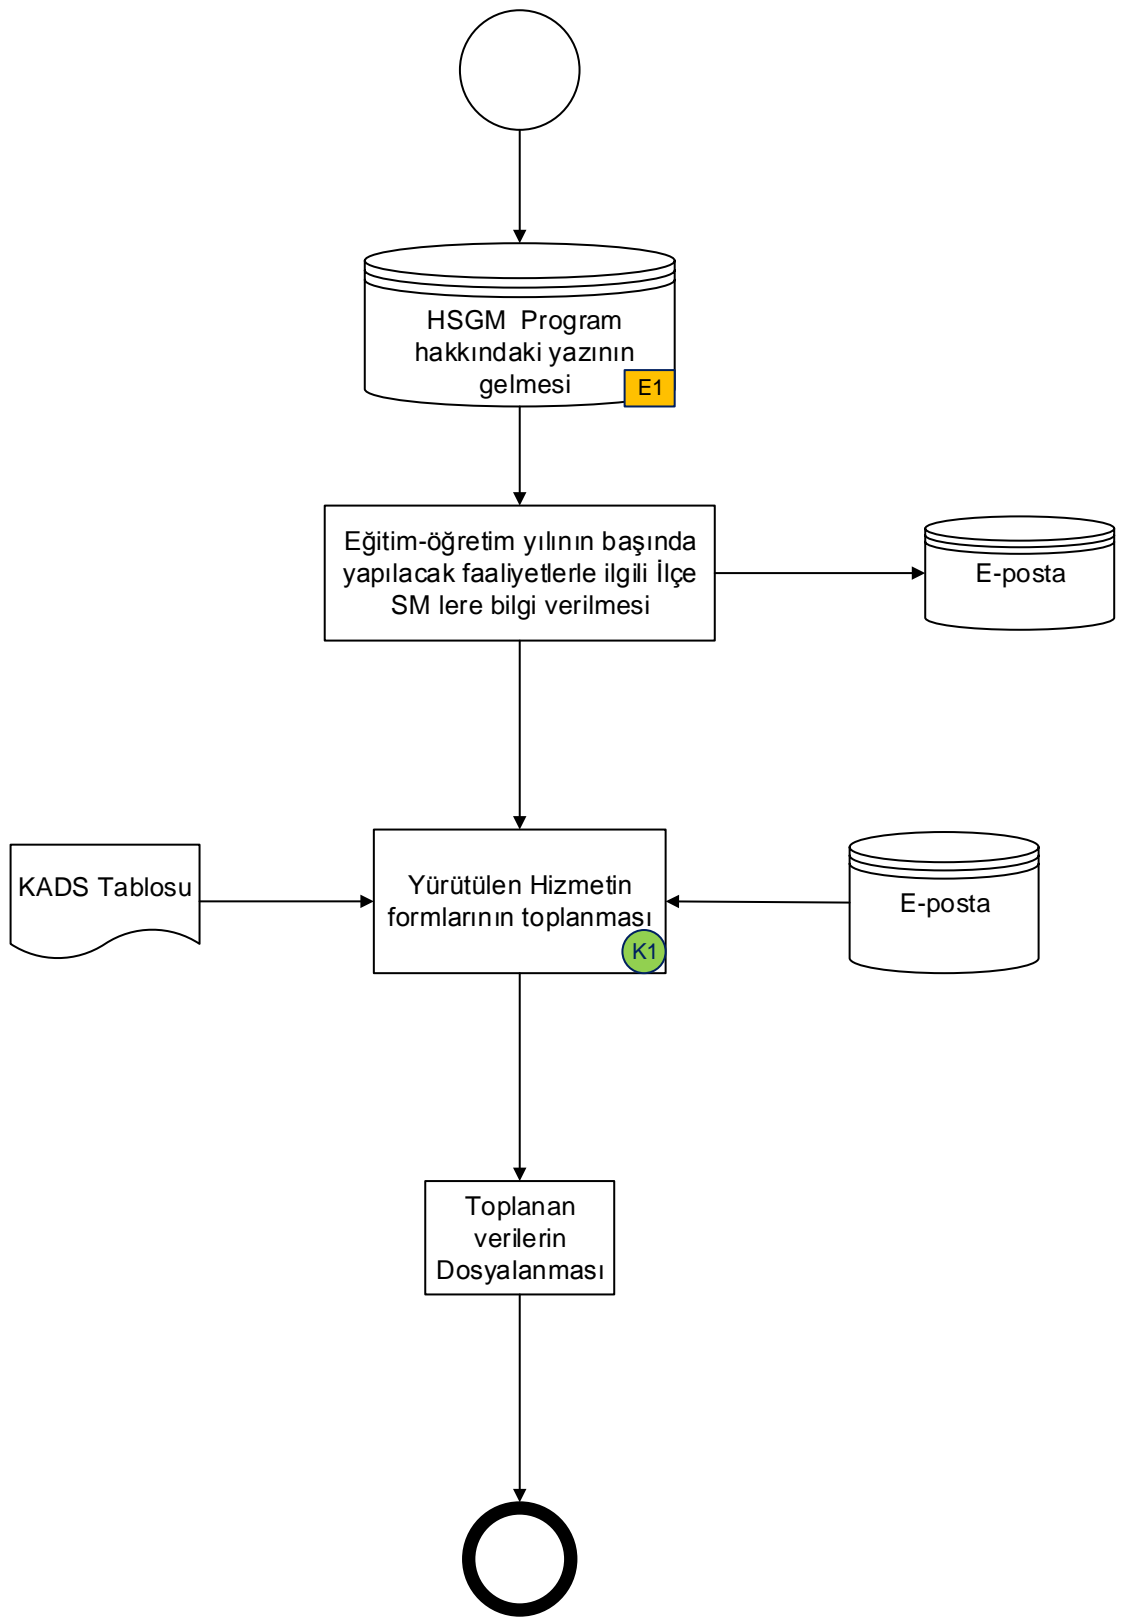 HSGM Program
hakkındaki yazının
gelmesi
E1
Eğitim-öğretim yılının başında
yapılacak faaliyetlerle ilgili İlçe
SM lere bilgi verilmesi
E-posta
KADS Tablosu
Yürütülen Hizmetin
formlarının toplanması
K1
E-posta
Toplanan
verilerin
Dosyalanması